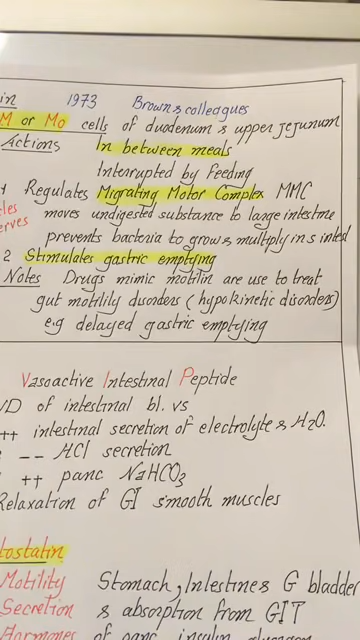 in 1973 Brown & colleagues
M or Mo cells of duodenum & upper jejunum
Actions In between meals
Interrupted by Feeding
1 Regulates Migrating Motor Complex MMC
cles moves undigested substance to large intestine
erves prevents bacteria to grow & multiply in s intest
2 Stimulates gastric emptying
Notes Drugs mimic motilin are use to treat
gut motility disorders (hypokinetic disorders)
e.g delayed gastric emptying
Vasoactive Intestinal Peptide
VD of intestinal bl. vs
++ intestinal secretion of electrolyte & H2O.
-- HCl secretion
++ panc NaHCO3
Relaxation of GI smooth muscles
tostatin
Motility Stomach, Intestine & G bladder
Secretion & absorption from GIT
Hormones of panc insulin